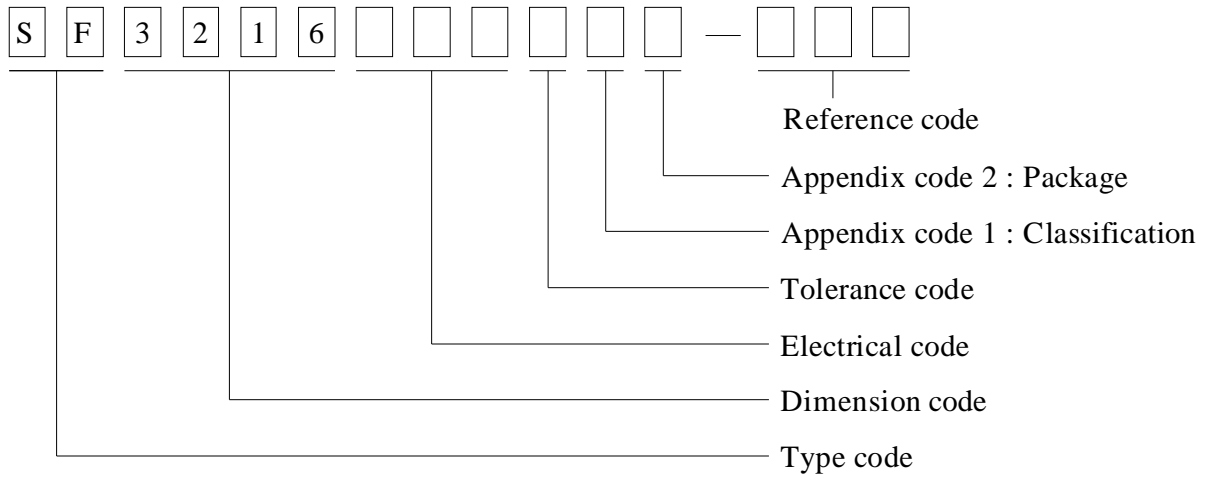 S F 3 2 1 6 —
Reference code
Appendix code 2 : Package
Appendix code 1 : Classification
Tolerance code
Electrical code
Dimension code
Type code